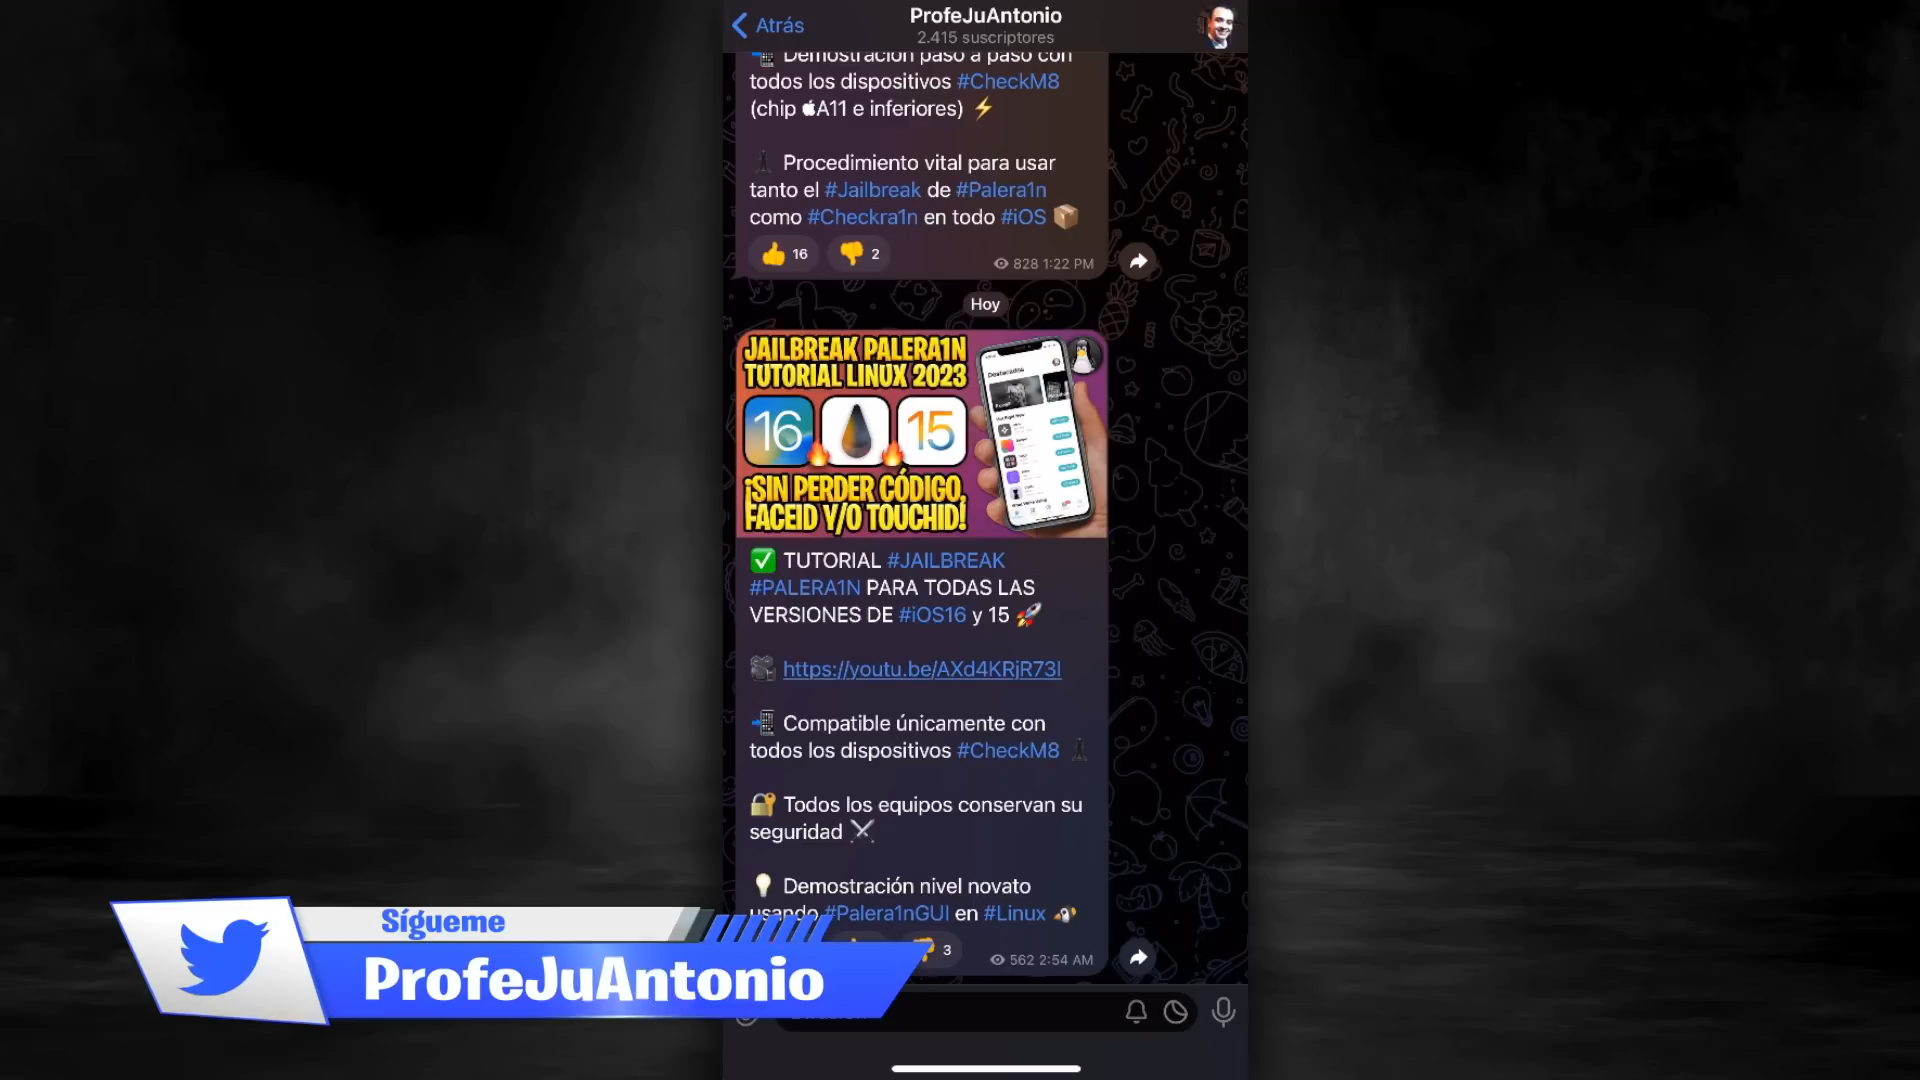 Atrás
ProfeJuAntonio
2.415 suscriptores
Demostración paso a paso con
todos los dispositivos #CheckM8
(chip A11 e inferiores)
Procedimiento vital para usar
tanto el #Jailbreak de #Palera1n
como #Checkra1n en todo #iOS
16
2
828 1:22 PM
Hoy
JAILBREAK PALERA1N
TUTORIAL LINUX 2023
16
15
¡SIN PERDER CÓDIGO,
FACEID Y/O TOUCHID!
Destacados
TUTORIAL #JAILBREAK
#PALERA1N PARA TODAS LAS
VERSIONES DE #iOS16 y 15
https://youtu.be/AXd4KRjR73I
Compatible únicamente con
todos los dispositivos #CheckM8
Todos los equipos conservan su
seguridad
Demostración nivel novato
usando #Palera1nGUI en #Linux
3
562 2:54 AM
Sígueme
ProfeJuAntonio